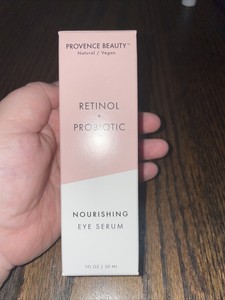 PROVENCE BEAUTY™
Natural / Vegan
RETINOL
+
PROBIOTIC
NOURISHING
EYE SERUM